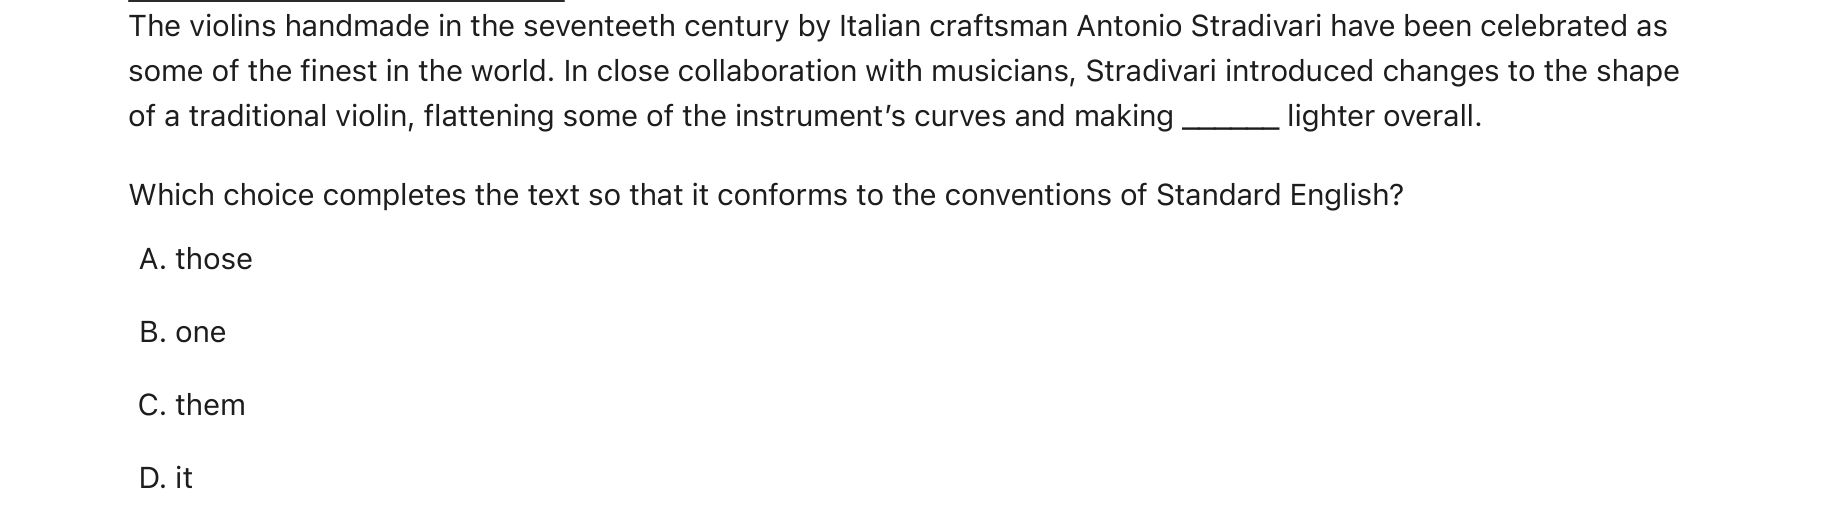 The violins handmade in the seventeeth century by Italian craftsman Antonio Stradivari have been celebrated as
some of the finest in the world. In close collaboration with musicians, Stradivari introduced changes to the shape
of a traditional violin, flattening some of the instrument’s curves and making ______ lighter overall.
Which choice completes the text so that it conforms to the conventions of Standard English?
A. those
B. one
C. them
D. it